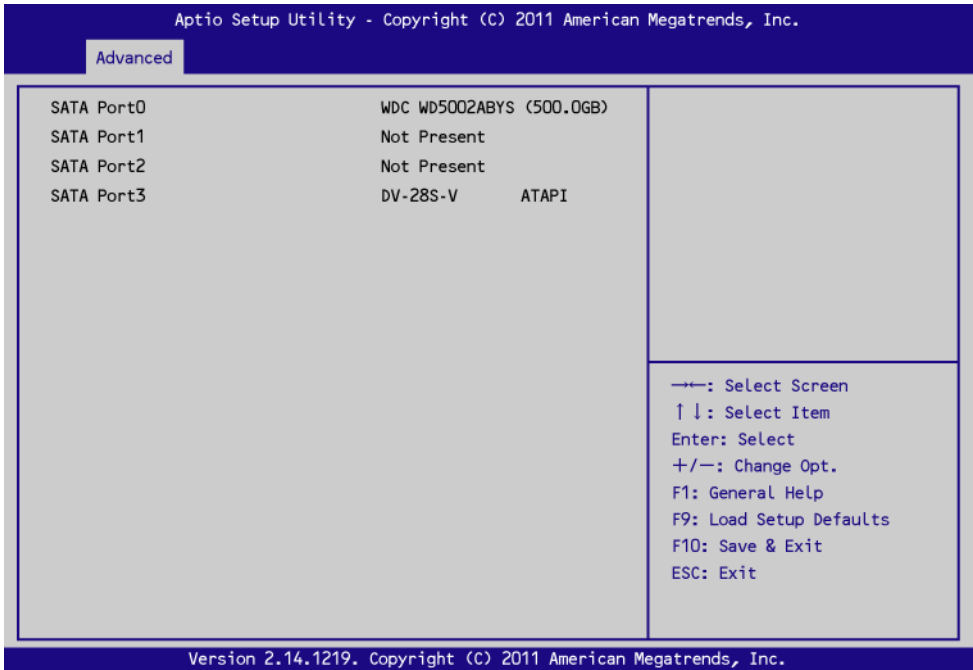 Aptio Setup Utility - Copyright (C) 2011 American Megatrends, Inc.
Advanced
SATA Port0 WDC WD5002ABYS (500.0GB)
SATA Port1 Not Present
SATA Port2 Not Present
SATA Port3 DV-28S-V ATAPI
→←: Select Screen
↑↓: Select Item
Enter: Select
+/−: Change Opt.
F1: General Help
F9: Load Setup Defaults
F10: Save & Exit
ESC: Exit
Version 2.14.1219. Copyright (C) 2011 American Megatrends, Inc.